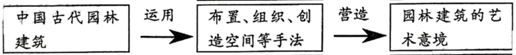 中国古代园林
建筑
运用
布置、组织、创
造空间等手法
营造
园林建筑的艺
术意境